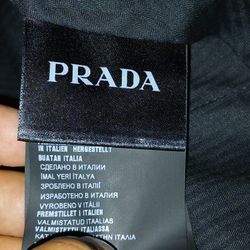 PRADA
IN ITALIEN HERGESTELLT
BUATAN ITALIA
СДЕЛАНО В ИТАЛИИ
İMAL YERİ İTALYA
ЗРОБЛЕНО В ІТАЛІЇ
ИЗРАБОТЕНО В ИТАЛИЯ
VYROBENO V ITÁLII
FREMSTILLET I ITALIEN
VALMISTATUD ITAALIAS
VALMISTETTU ITALIASSA